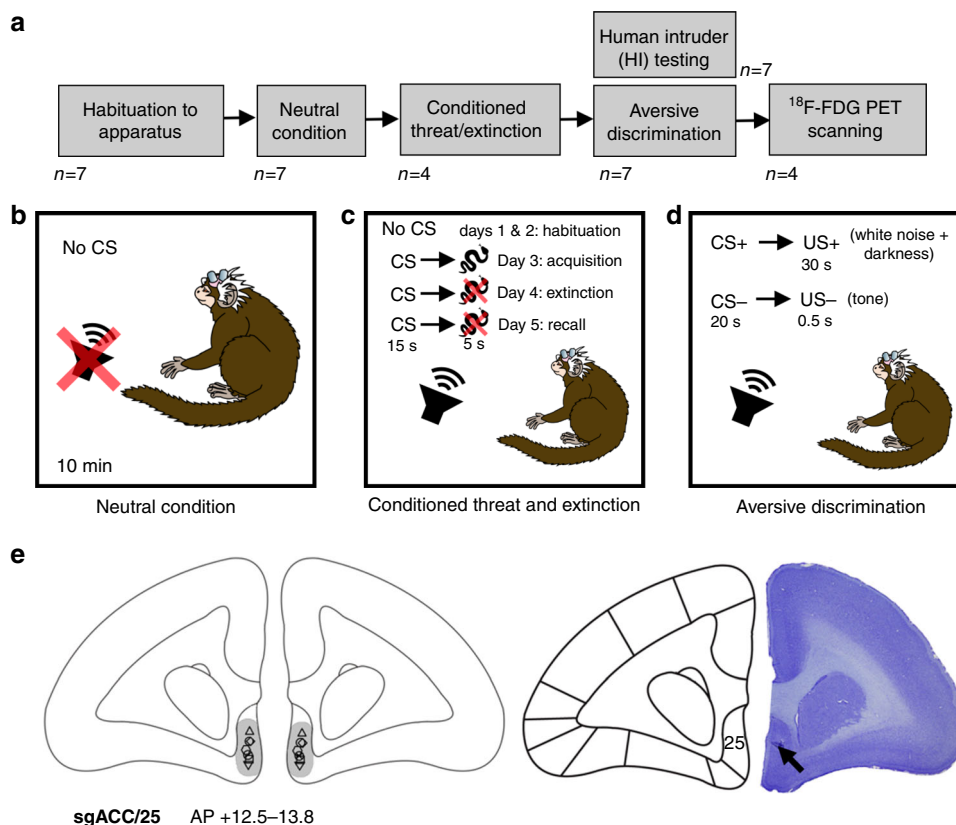 a
Human intruder
(HI) testing
n=7
Habituation to
apparatus
n=7
Neutral
condition
n=7
Conditioned
threat/extinction
n=4
Aversive
discrimination
n=7
¹⁸F-FDG PET
scanning
n=4
b
No CS
10 min
Neutral condition
c
No CS days 1 & 2: habituation
CS Day 3: acquisition
CS Day 4: extinction
CS Day 5: recall
15 s 5 s
Conditioned threat and extinction
d
CS+ US+ (white noise +
30 s darkness)
CS– US– (tone)
20 s 0.5 s
Aversive discrimination
e
25
sgACC/25 AP +12.5–13.8